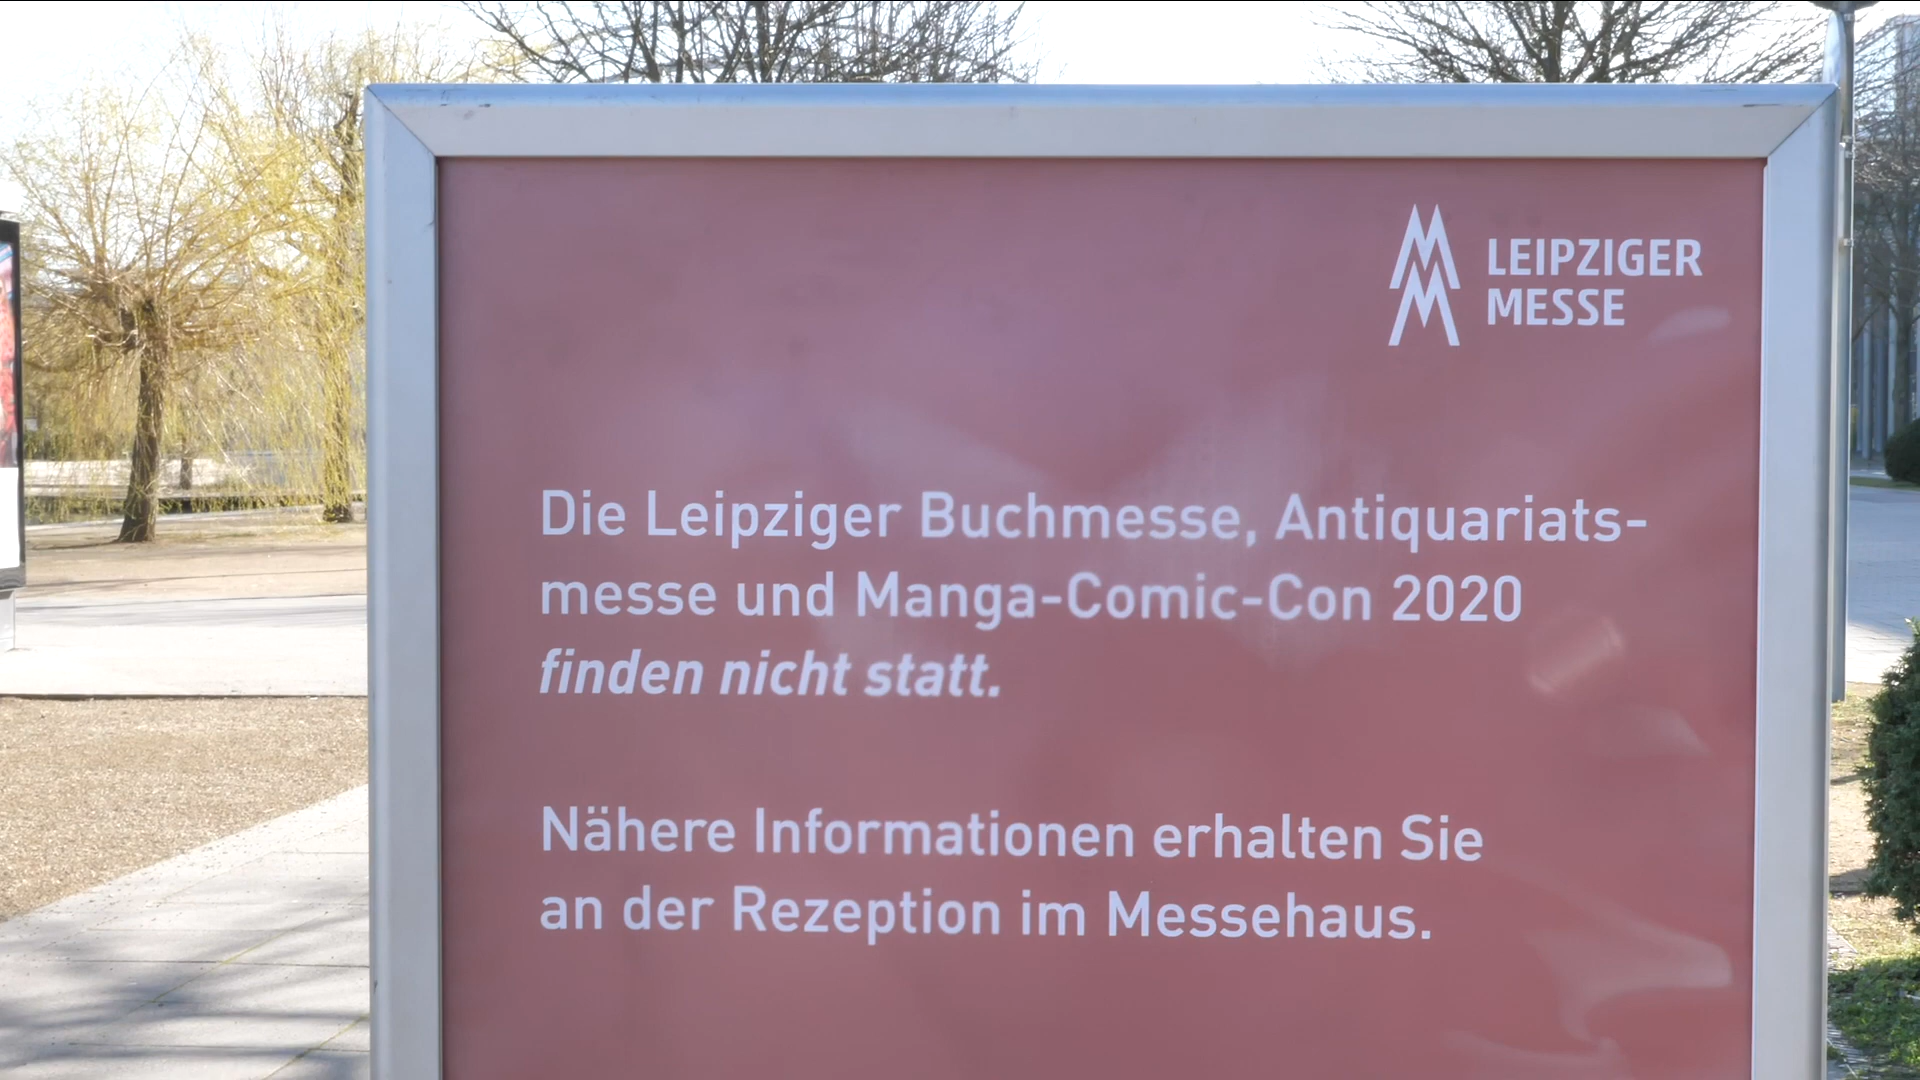 LEIPZIGER
MESSE
Die Leipziger Buchmesse, Antiquariats-
messe und Manga-Comic-Con 2020
finden nicht statt.
Nähere Informationen erhalten Sie
an der Rezeption im Messehaus.